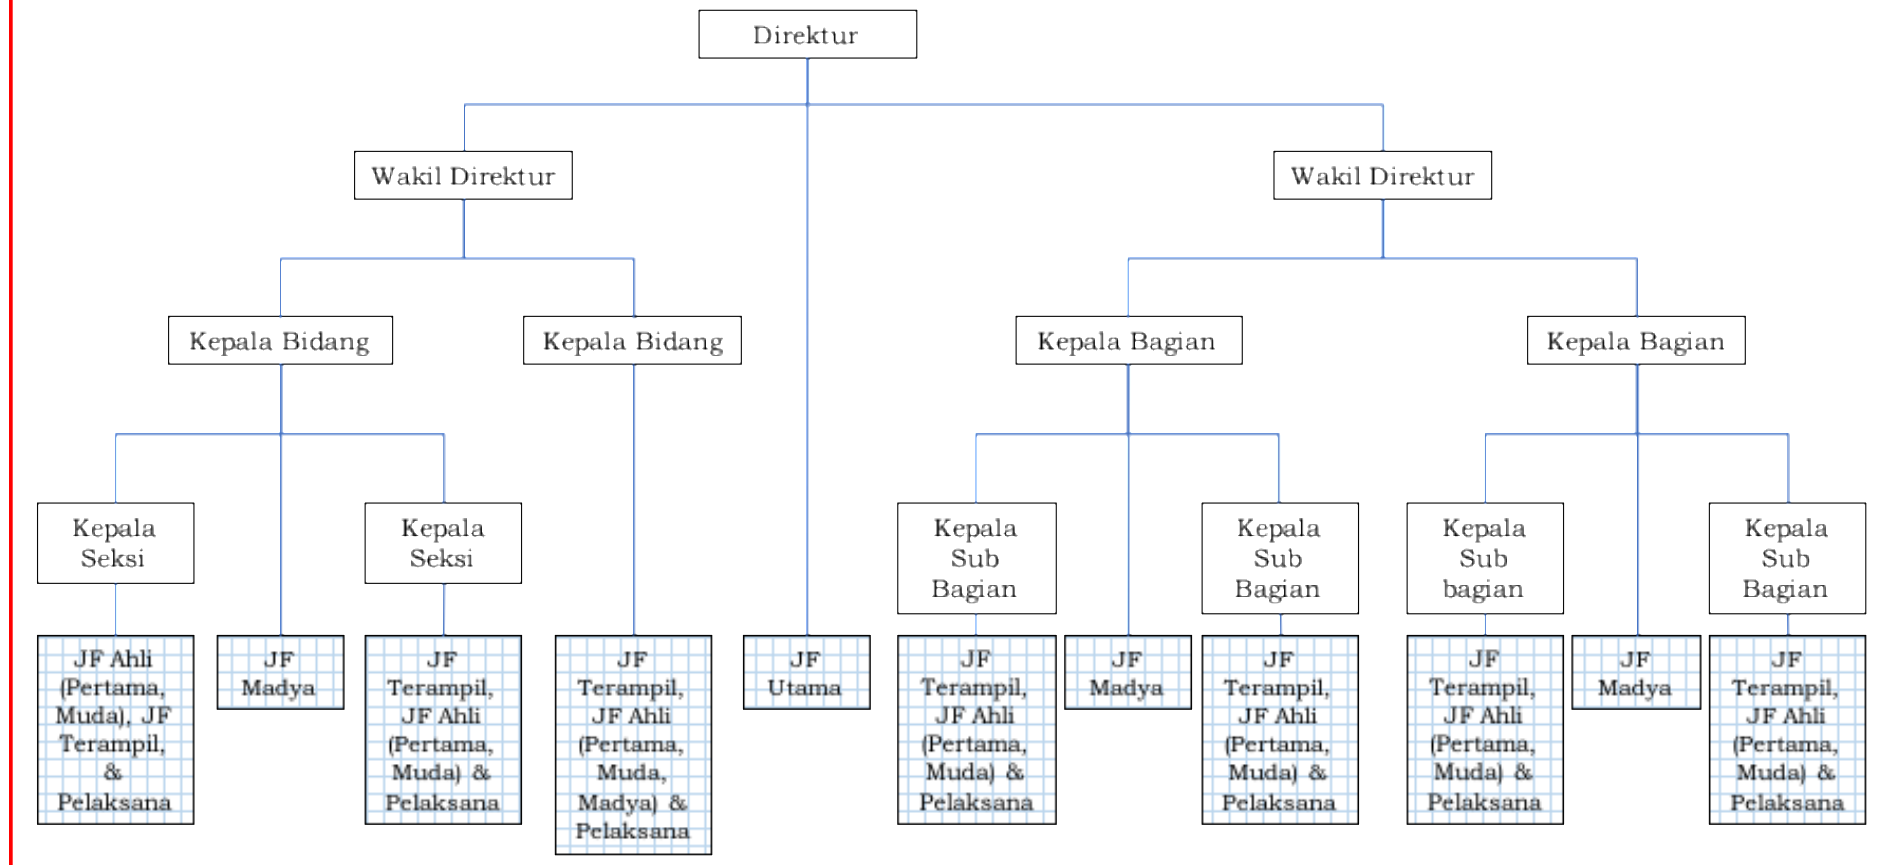 Direktur
Wakil Direktur
Wakil Direktur
Kepala Bidang
Kepala Bidang
Kepala Bagian
Kepala Bagian
Kepala
Seksi
Kepala
Seksi
Kepala
Sub
Bagian
Kepala
Sub
Bagian
Kepala
Sub
bagian
Kepala
Sub
Bagian
JF Ahli
(Pertama,
Muda), JF
Terampil,
&
Pelaksana
JF
Madya
JF
Terampil,
JF Ahli
(Pertama,
Muda) &
Pelaksana
JF
Terampil,
JF Ahli
(Pertama,
Muda,
Madya) &
Pelaksana
JF
Utama
JF
Terampil,
JF Ahli
(Pertama,
Muda) &
Pelaksana
JF
Madya
JF
Terampil,
JF Ahli
(Pertama,
Muda) &
Pelaksana
JF
Terampil,
JF Ahli
(Pertama,
Muda) &
Pelaksana
JF
Madya
JF
Terampil,
JF Ahli
(Pertama,
Muda) &
Pelaksana